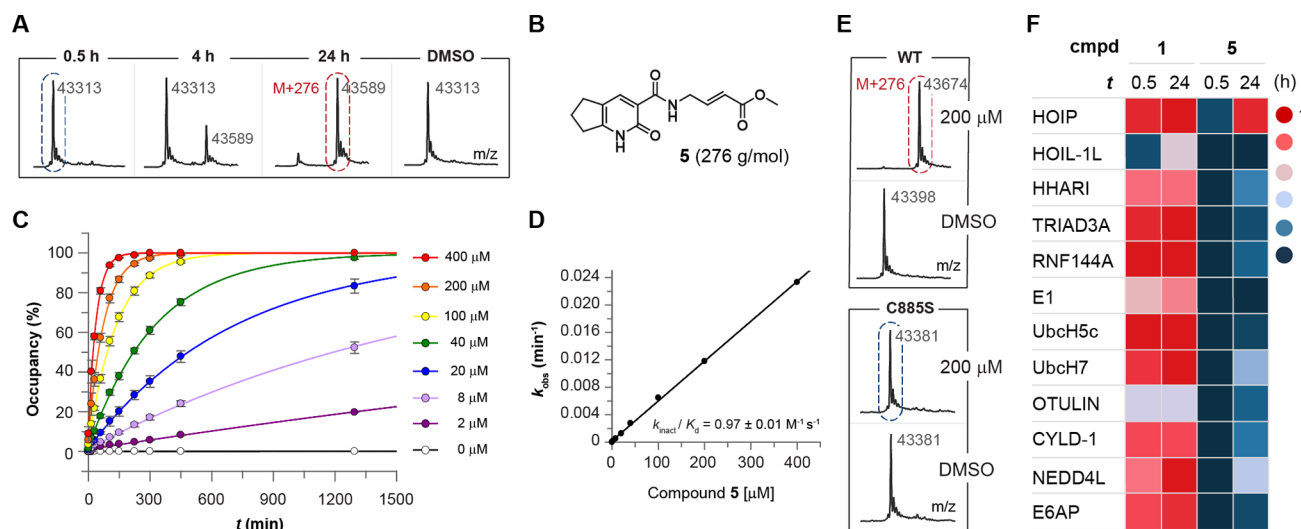 A
0.5 h 4 h 24 h DMSO
43313 43313 M+276 43589 43313
43589
m/z
B
O O
N
H
O
O
N
H
O
5 (276 g/mol)
C
Occupancy (%)
100
80
60
40
20
0
0 300 600 900 1200 1500
t (min)
400 μM
200 μM
100 μM
40 μM
20 μM
8 μM
2 μM
0 μM
D
kobs (min-1)
0.024
0.020
0.016
0.012
0.008
0.004
0
0 100 200 300 400
kinact / Kd = 0.97 ± 0.01 M-1 s-1
Compound 5 [μM]
E
WT
M+276 43674
200 μM
43398
DMSO
m/z
C885S
43381
200 μM
43381
DMSO
m/z
F
cmpd 1 5
t 0.5 24 0.5 24 (h)
HOIP
HOIL-1L
HHARI
TRIAD3A
RNF144A
E1
UbcH5c
UbcH7
OTULIN
CYLD-1
NEDD4L
E6AP